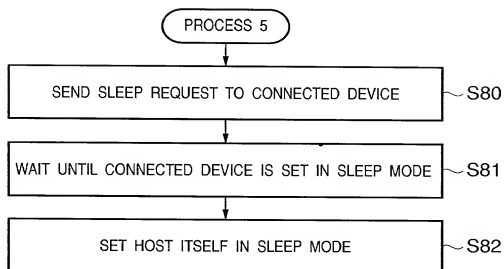 PROCESS 5
SEND SLEEP REQUEST TO CONNECTED DEVICE
S80
WAIT UNTIL CONNECTED DEVICE IS SET IN SLEEP MODE
S81
SET HOST ITSELF IN SLEEP MODE
S82